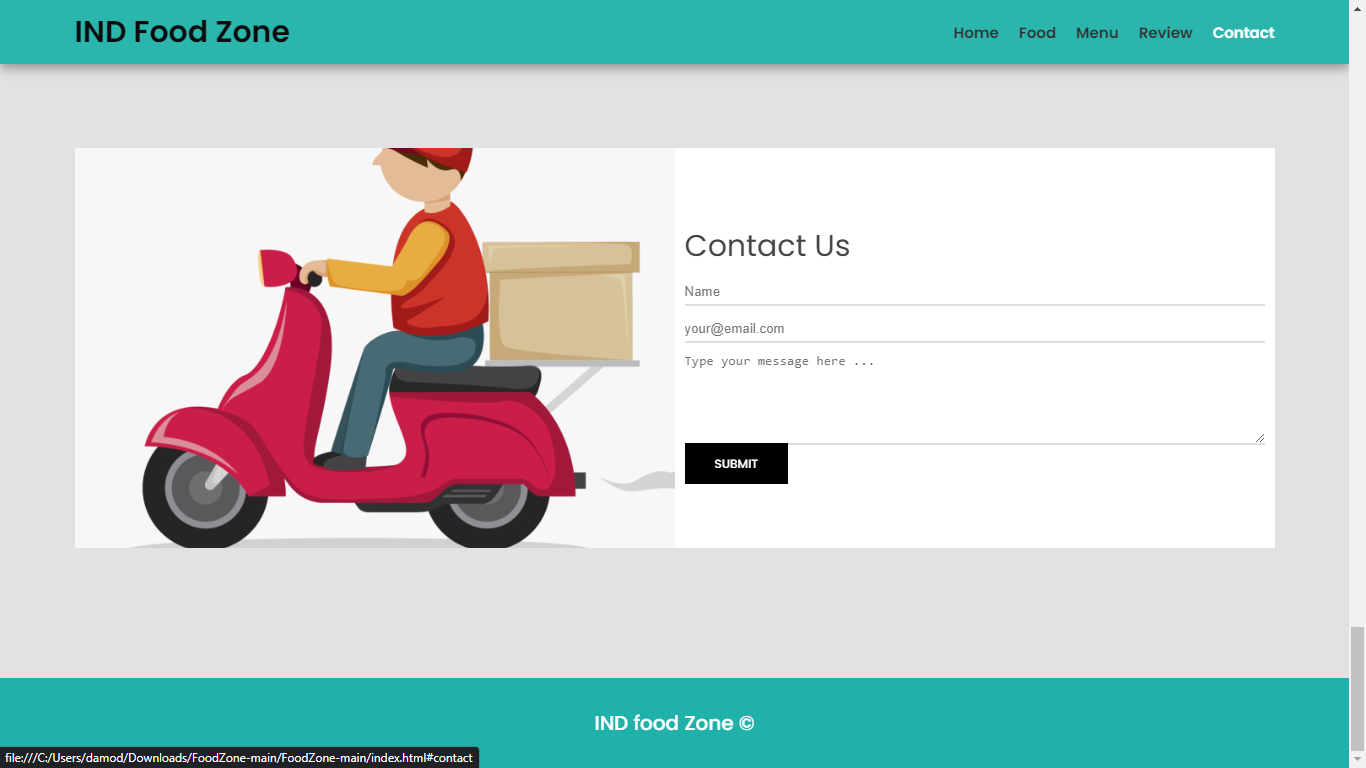 IND Food Zone
Home Food Menu Review Contact
Contact Us
Name
your@email.com
Type your message here ...
SUBMIT
IND food Zone ©
file:///C:/Users/damod/Downloads/FoodZone-main/FoodZone-main/index.html#contact